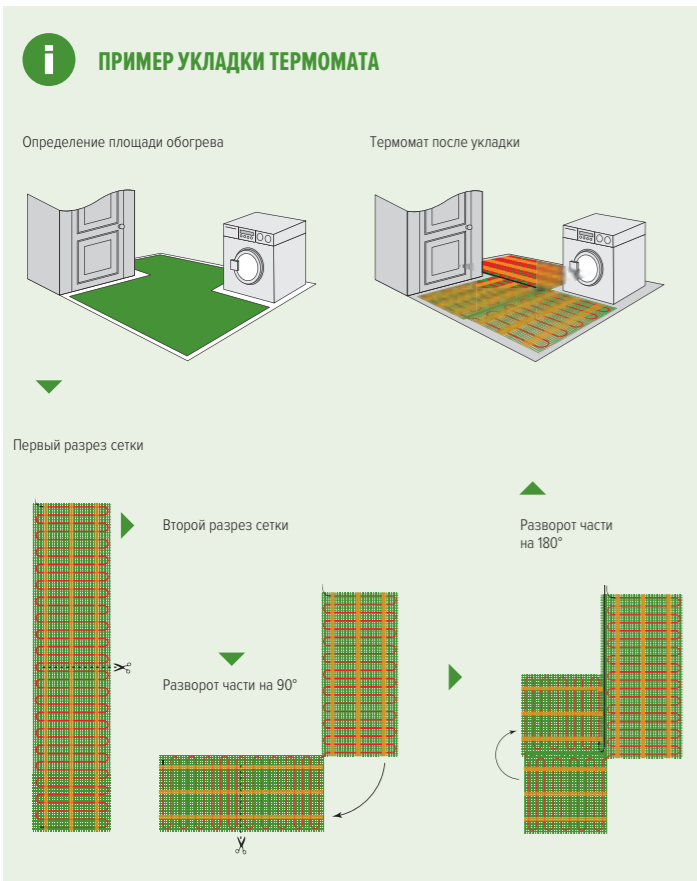 ПРИМЕР УКЛАДКИ ТЕРМОМАТА
Определение площади обогрева
Термомат после укладки
Первый разрез сетки
Второй разрез сетки
Разворот части на 90°
Разворот части
на 180°